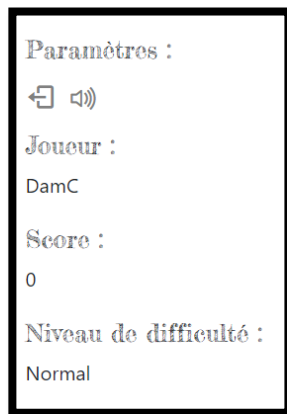 Paramètres :
Joueur :
DamC
Score :
0
Niveau de difficulté :
Normal